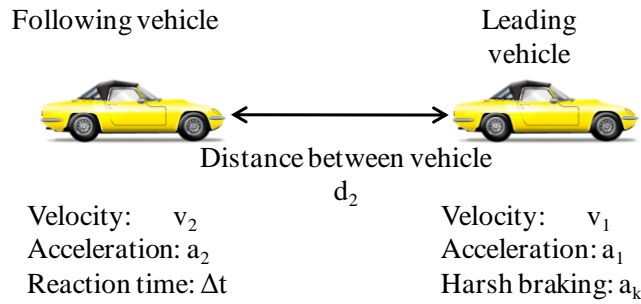 Following vehicle
Leading
vehicle
Distance between vehicle
d₂
Velocity: v₂
Acceleration: a₂
Reaction time: Δt
Velocity: v₁
Acceleration: a₁
Harsh braking: aₖ